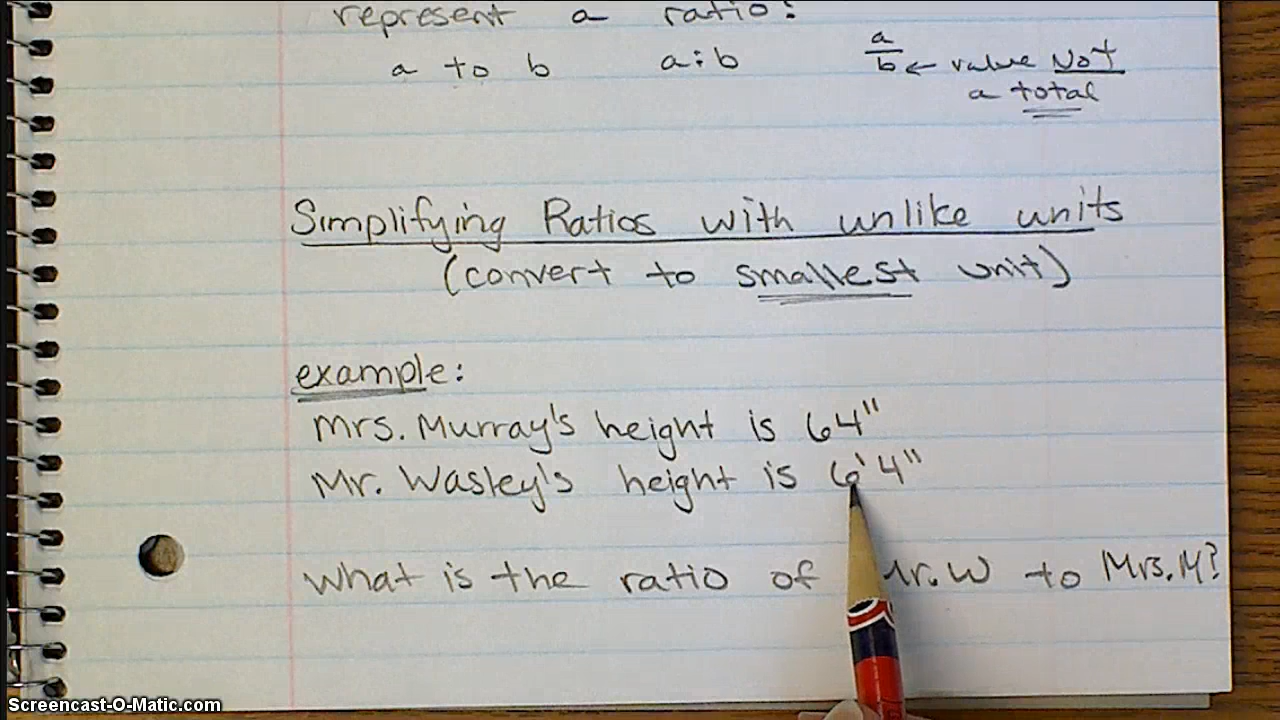 represent a ratio:
a to b a:b a/b ← value Not
a total
Simplifying Ratios with unlike units
(convert to smallest unit)
example:
Mrs. Murray's height is 64"
Mr. Wasley's height is 6'4"
What is the ratio of Mr. W to Mrs. M?
Screencast-O-Matic.com